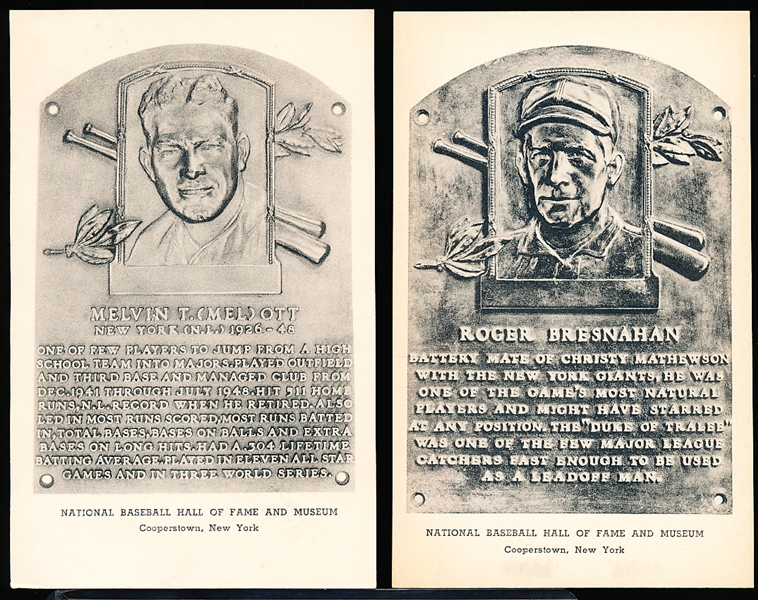 MELVIN T. (MEL) OTT
NEW YORK (N.L.) 1926-48
ONE OF FEW PLAYERS TO JUMP FROM A HIGH
SCHOOL TEAM INTO MAJORS. PLAYED OUTFIELD
AND THIRD BASE AND MANAGED CLUB FROM
DEC. 1941 THROUGH JULY 1948. HIT 511 HOME
RUNS, N.L. RECORD WHEN HE RETIRED. ALSO
LED IN MOST RUNS SCORED, MOST RUNS BATTED
IN, TOTAL BASES, BASES ON BALLS AND EXTRA
BASES ON LONG HITS. HAD A .304 LIFETIME
BATTING AVERAGE. PLAYED IN ELEVEN ALL STAR
GAMES AND IN THREE WORLD SERIES.
NATIONAL BASEBALL HALL OF FAME AND MUSEUM
Cooperstown, New York
ROGER BRESNAHAN
BATTERY MATE OF CHRISTY MATHEWSON
WITH THE NEW YORK GIANTS, HE WAS
ONE OF THE GAME'S MOST NATURAL
PLAYERS AND MIGHT HAVE STARRED
AT ANY POSITION. THE "DUKE OF TRALEE"
WAS ONE OF THE FEW MAJOR LEAGUE
CATCHERS FAST ENOUGH TO BE USED
AS A LEADOFF MAN.
NATIONAL BASEBALL HALL OF FAME AND MUSEUM
Cooperstown, New York